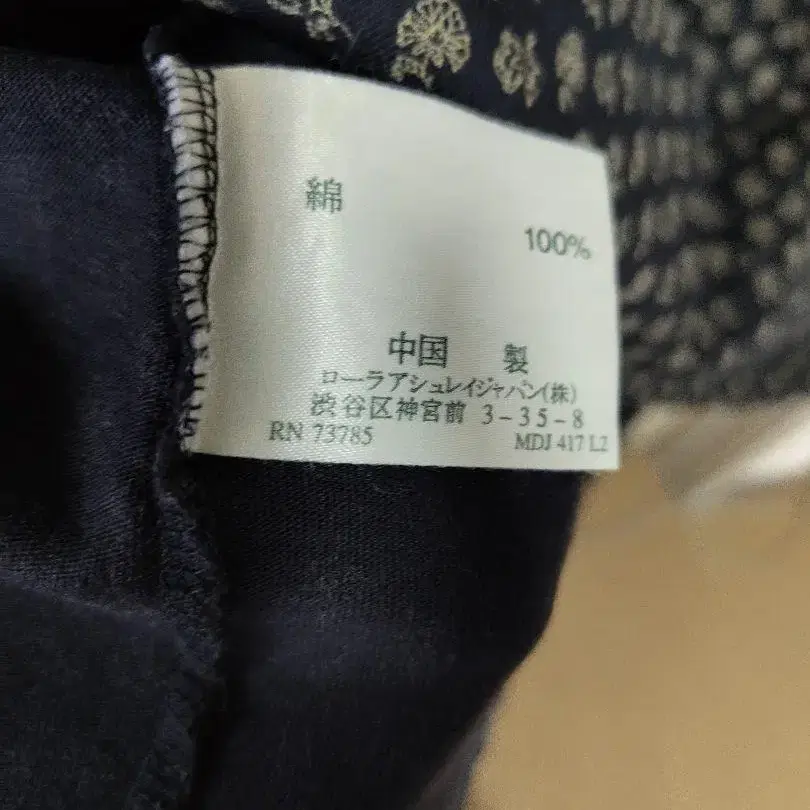 綿
100%
中国 製
ローラアシュレイジャパン(株)
渋谷区神宮前 3-35-8
RN 73785 MDJ 417 L2